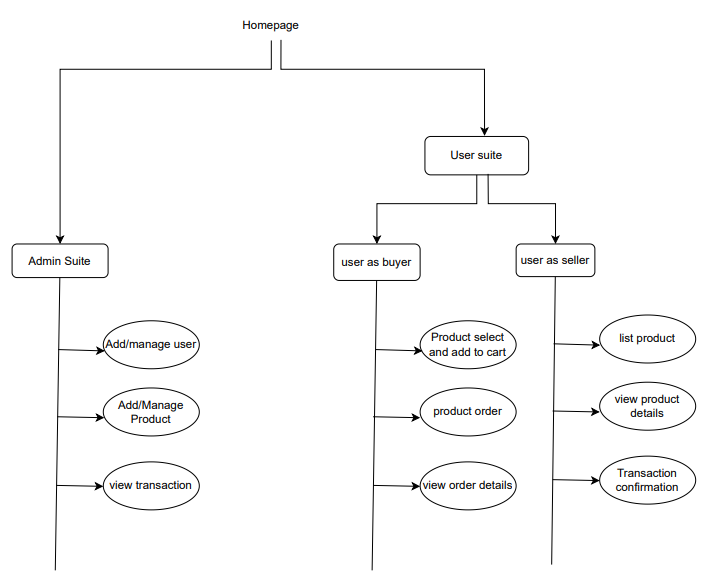 Homepage
User suite
Admin Suite
user as buyer
user as seller
Add/manage user
Add/Manage
Product
view transaction
Product select
and add to cart
product order
view order details
list product
view product
details
Transaction
confirmation